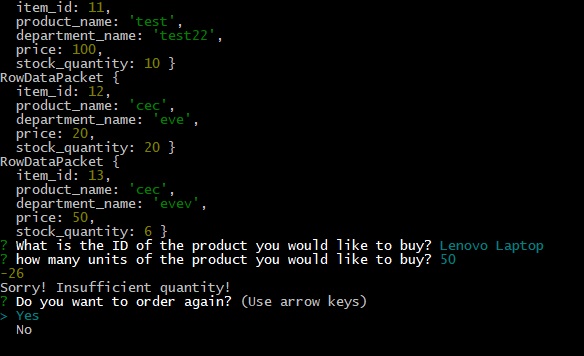 item_id: 11,
product_name: 'test',
department_name: 'test22',
price: 100,
stock_quantity: 10 }
RowDataPacket {
item_id: 12,
product_name: 'cec',
department_name: 'eve',
price: 20,
stock_quantity: 20 }
RowDataPacket {
item_id: 13,
product_name: 'cec',
department_name: 'evev',
price: 50,
stock_quantity: 6 }
? What is the ID of the product you would like to buy? Lenovo Laptop
? how many units of the product you would like to buy? 50
-26
Sorry! Insufficient quantity!
? Do you want to order again? (Use arrow keys)
> Yes
No